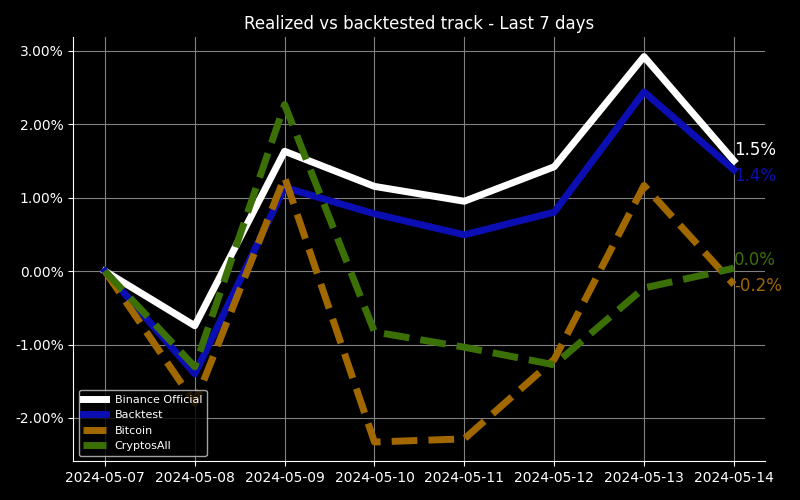 Realized vs backtested track - Last 7 days
3.00%
2.00%
1.00%
0.00%
-1.00%
-2.00%
1.5%
1.4%
0.0%
-0.2%
Binance Official
Backtest
Bitcoin
CryptosAll
2024-05-07 2024-05-08 2024-05-09 2024-05-10 2024-05-11 2024-05-12 2024-05-13 2024-05-14